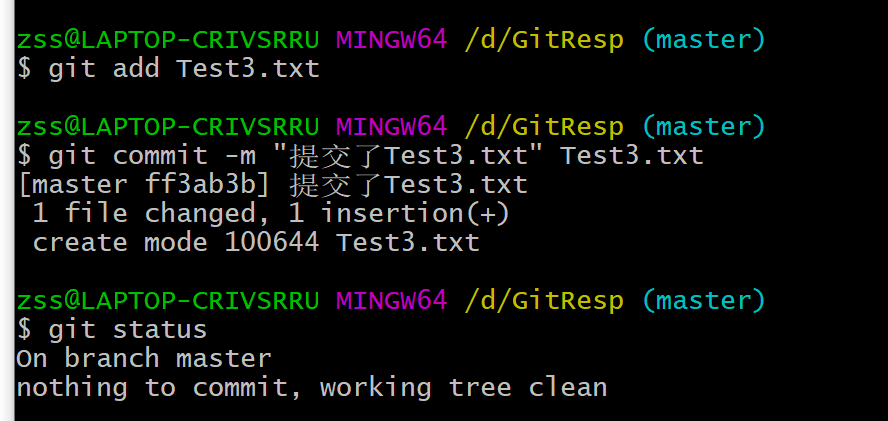 zss@LAPTOP-CRIVSRRU MINGW64 /d/GitResp (master)
$ git add Test3.txt
zss@LAPTOP-CRIVSRRU MINGW64 /d/GitResp (master)
$ git commit -m "提交了Test3.txt" Test3.txt
[master ff3ab3b] 提交了Test3.txt
 1 file changed, 1 insertion(+)
 create mode 100644 Test3.txt
zss@LAPTOP-CRIVSRRU MINGW64 /d/GitResp (master)
$ git status
On branch master
nothing to commit, working tree clean